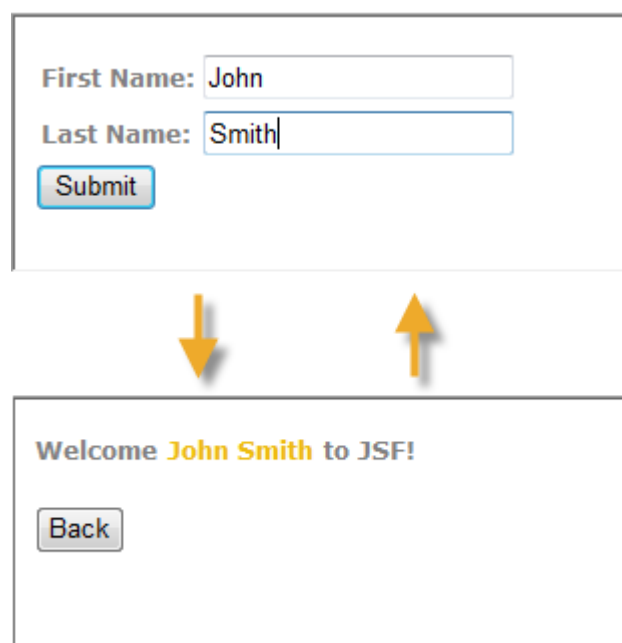 First Name: John
Last Name: Smith
Submit
Welcome John Smith to JSF!
Back